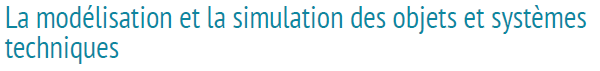 La modélisation et la simulation des objets et systèmes
techniques